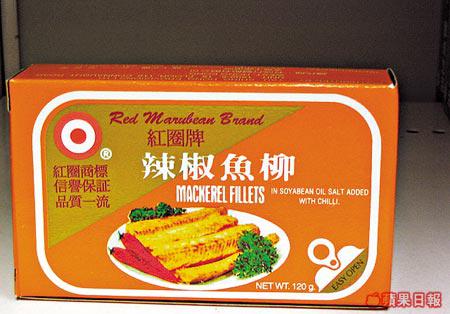 Red Marubean Brand
紅圈牌
®
紅圈商標
信譽保証
品質一流
辣椒魚柳
MACKEREL FILLETS
IN SOYABEAN OIL SALT ADDED
WITH CHILLI.
EASY OPEN
NET WT. 120 g.
蘋果日報